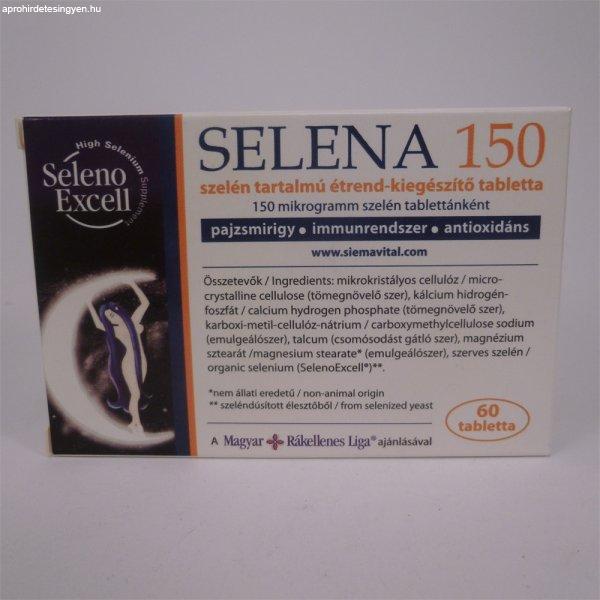 aprohirdetesingyen.hu
High Selenium Supplement
Seleno
Excell
SELENA 150
szelén tartalmú étrend-kiegészítő tabletta
150 mikrogramm szelén tablettánként
pajzsmirigy • immunrendszer • antioxidáns
www.siemavital.com
Összetevők / Ingredients: mikrokristályos cellulóz / micro-
crystalline cellulose (tömegnövelő szer), kálcium hidrogén-
foszfát / calcium hydrogen phosphate (tömegnövelő szer),
karboxi-metil-cellulóz-nátrium / carboxymethylcellulose sodium
(emulgeálószer), talcum (csomósodást gátló szer), magnézium
sztearát /magnesium stearate* (emulgeálószer), szerves szelén /
organic selenium (SelenoExcell®)**.
*nem állati eredetű / non-animal origin
** széléndúsított élesztőből / from selenized yeast
60
tabletta
A Magyar Rákellenes Liga® ajánlásával